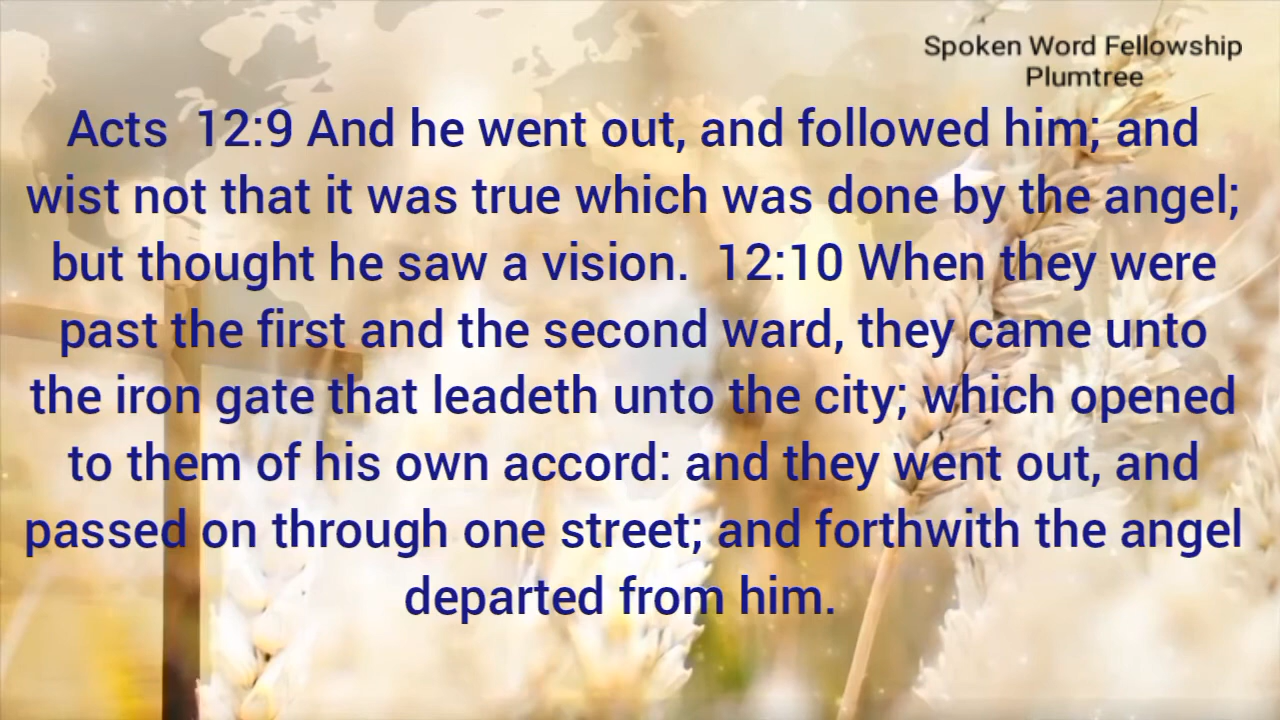 Spoken Word Fellowship
Plumtree
Acts  12:9 And he went out, and followed him; and
wist not that it was true which was done by the angel;
but thought he saw a vision.  12:10 When they were
past the first and the second ward, they came unto
the iron gate that leadeth unto the city; which opened
to them of his own accord: and they went out, and
passed on through one street; and forthwith the angel
departed from him.